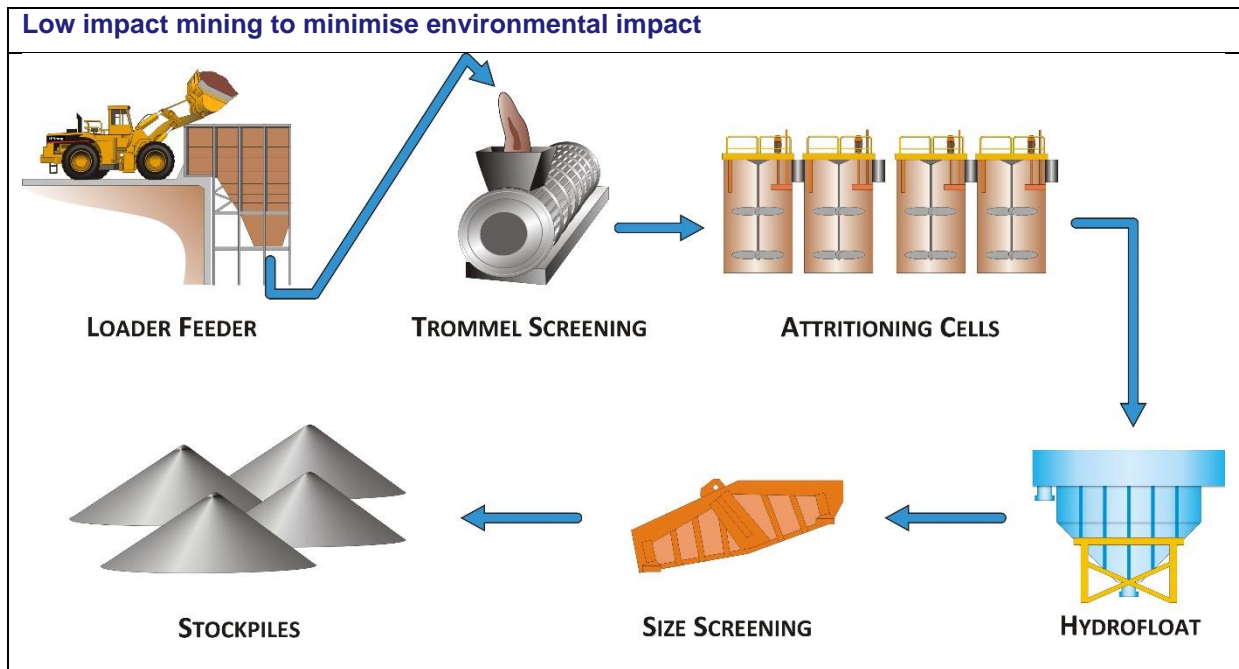 Low impact mining to minimise environmental impact
LOADER FEEDER
TROMMEL SCREENING
ATTRITIONING CELLS
STOCKPILES
SIZE SCREENING
HYDROFLOAT